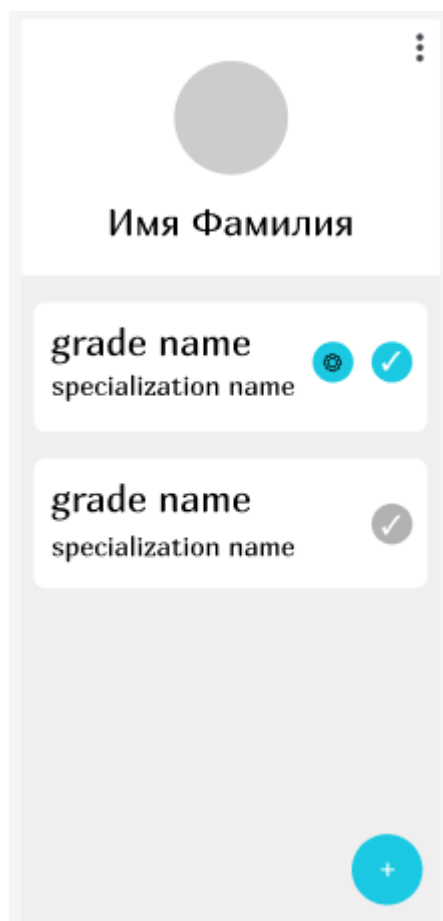 Имя Фамилия
grade name
specialization name
grade name
specialization name
+